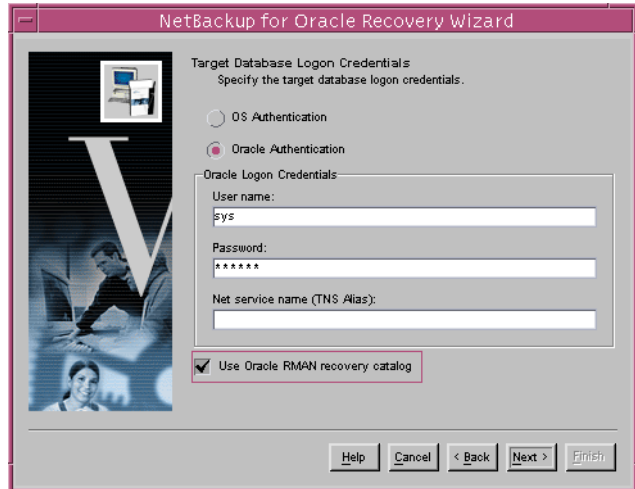 NetBackup for Oracle Recovery Wizard
Target Database Logon Credentials
Specify the target database logon credentials.
OS Authentication
Oracle Authentication
Oracle Logon Credentials
User name:
sys
Password:
******
Net service name (TNS Alias):
Use Oracle RMAN recovery catalog
Help
Cancel
< Back
Next >
Finish